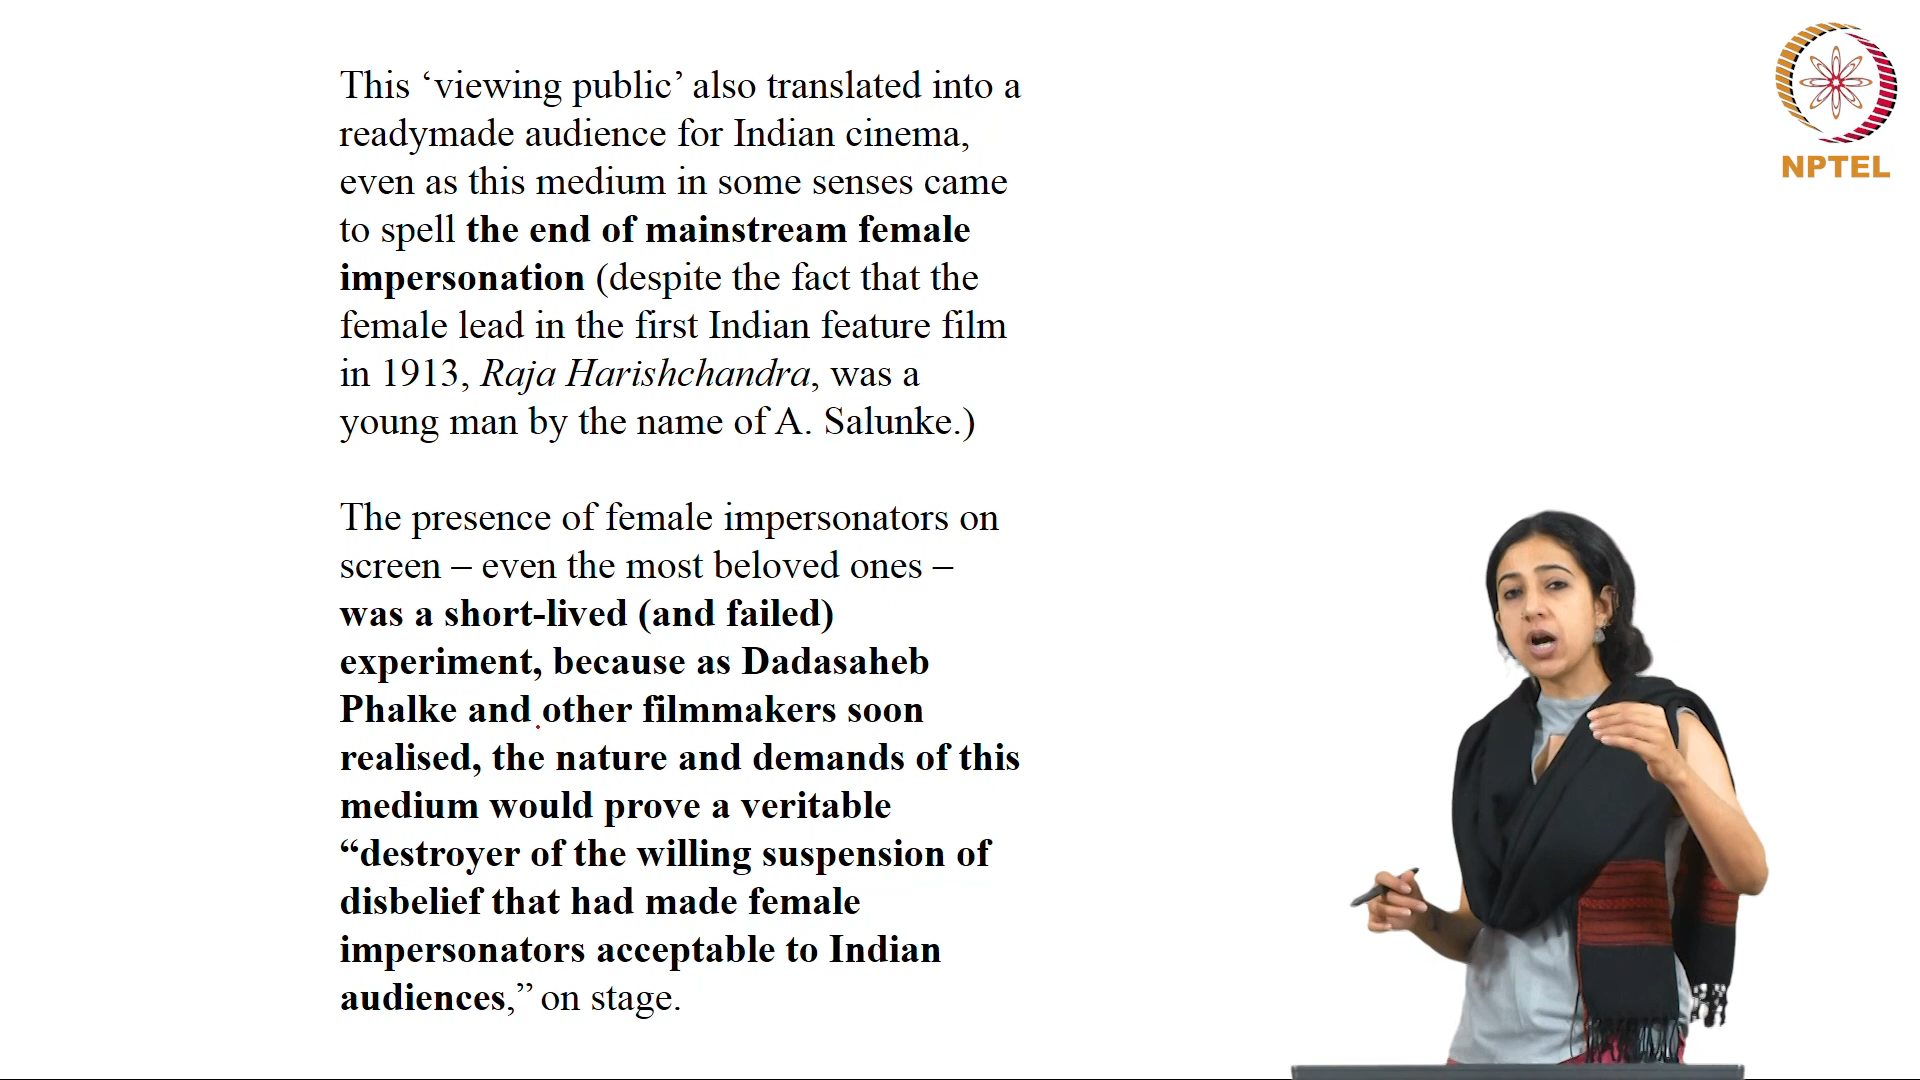 This ‘viewing public’ also translated into a
readymade audience for Indian cinema,
even as this medium in some senses came
to spell the end of mainstream female
impersonation (despite the fact that the
female lead in the first Indian feature film
in 1913, Raja Harishchandra, was a
young man by the name of A. Salunke.)
The presence of female impersonators on
screen – even the most beloved ones –
was a short-lived (and failed)
experiment, because as Dadasaheb
Phalke and other filmmakers soon
realised, the nature and demands of this
medium would prove a veritable
“destroyer of the willing suspension of
disbelief that had made female
impersonators acceptable to Indian
audiences,” on stage.
NPTEL